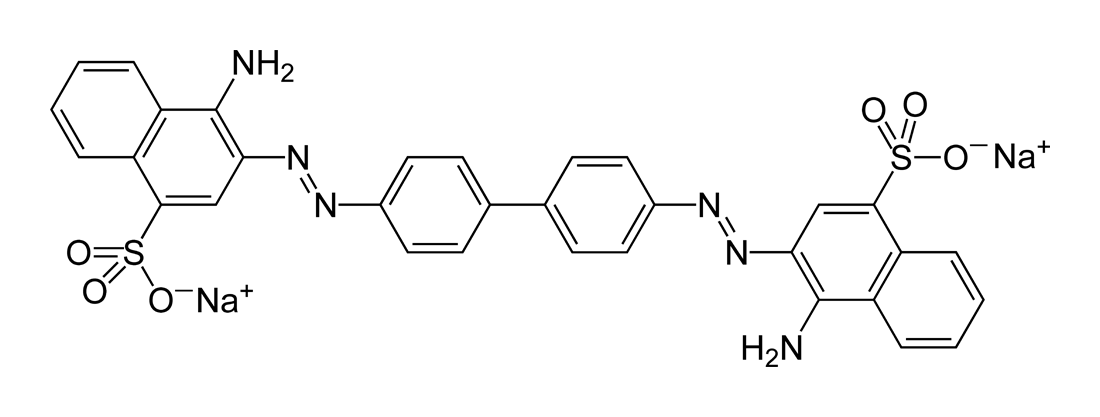 NH₂
O O
N
S O⁻ Na⁺
N
N
O S
N
O
O⁻ Na⁺
H₂N